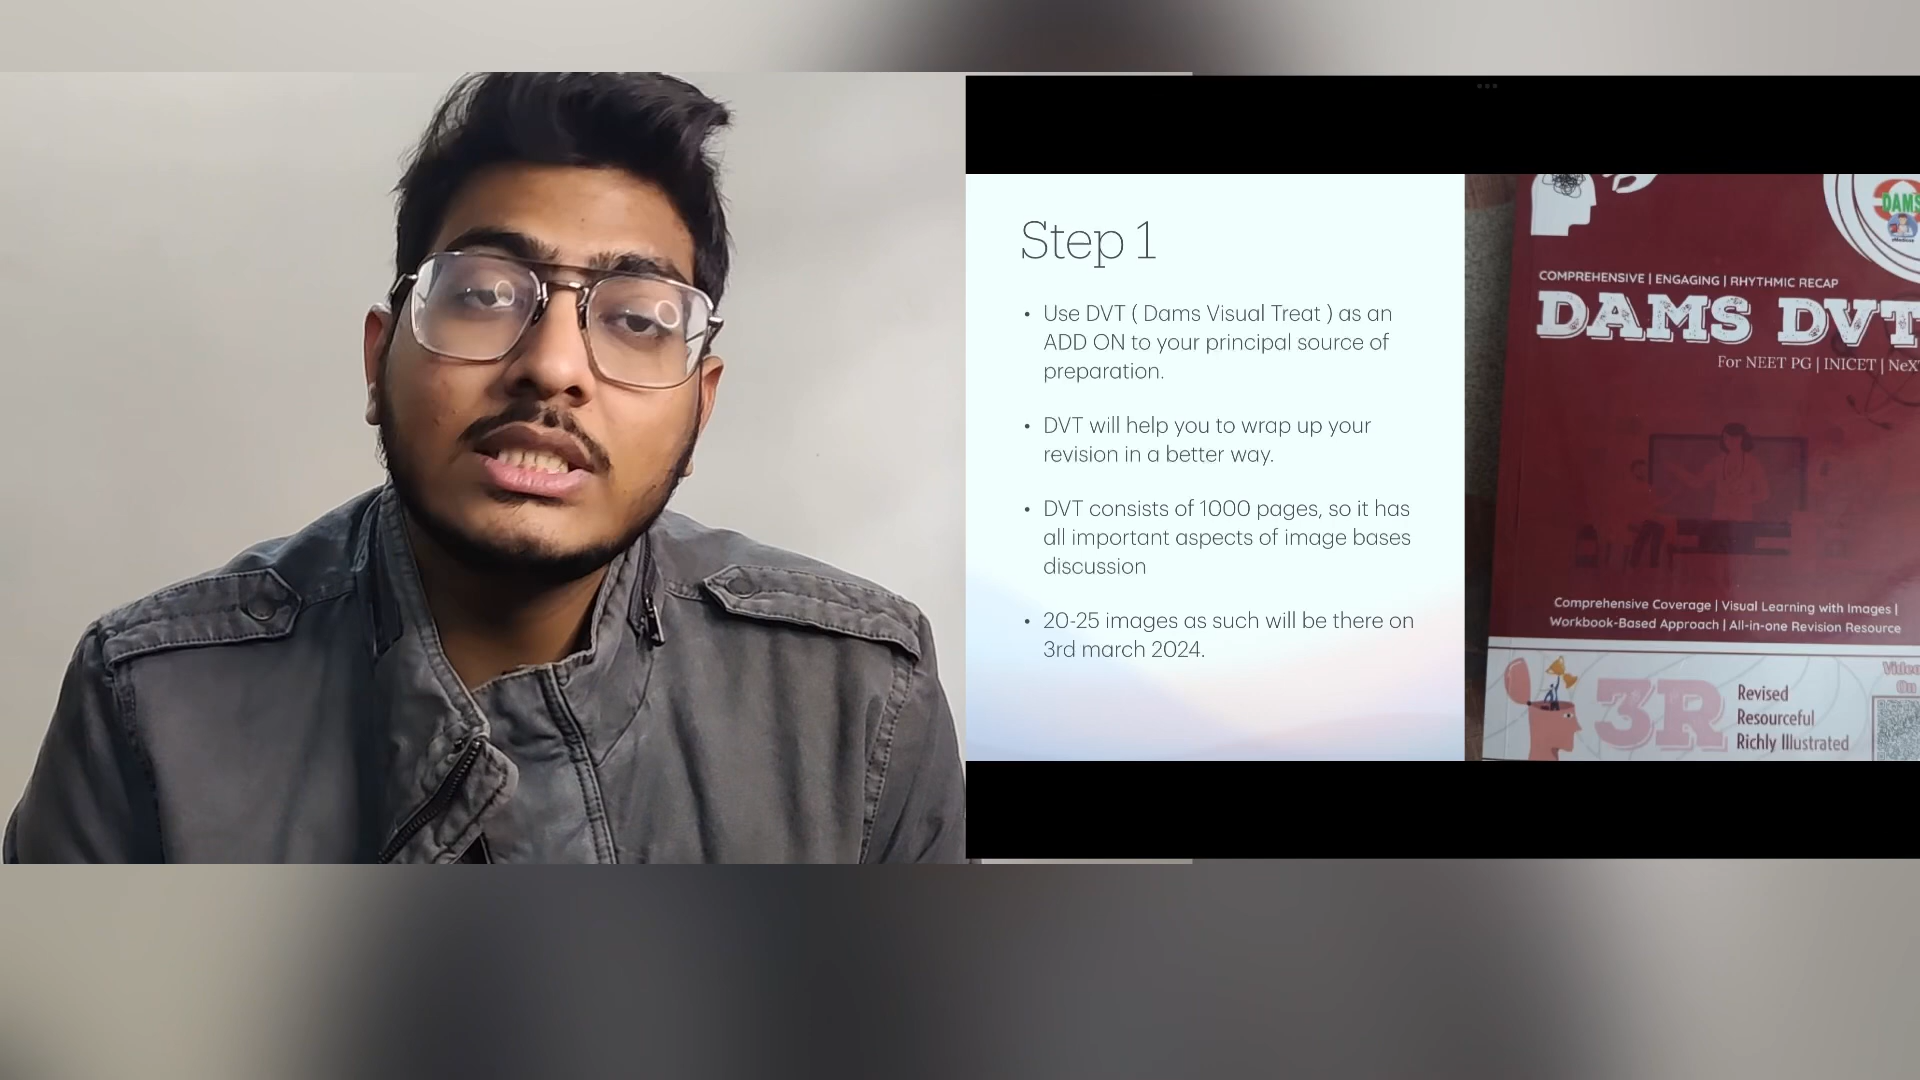 Step 1
• Use DVT ( Dams Visual Treat ) as an
ADD ON to your principal source of
preparation.
• DVT will help you to wrap up your
revision in a better way.
• DVT consists of 1000 pages, so it has
all important aspects of image bases
discussion
• 20-25 images as such will be there on
3rd march 2024.
DAMS
COMPREHENSIVE | ENGAGING | RHYTHMIC RECAP
DAMS DVT
For NEET PG | INICET | NeXT
Comprehensive Coverage | Visual Learning with Images |
Workbook-Based Approach | All-in-one Revision Resource
3R
Revised
Resourceful
Richly Illustrated
Video
On